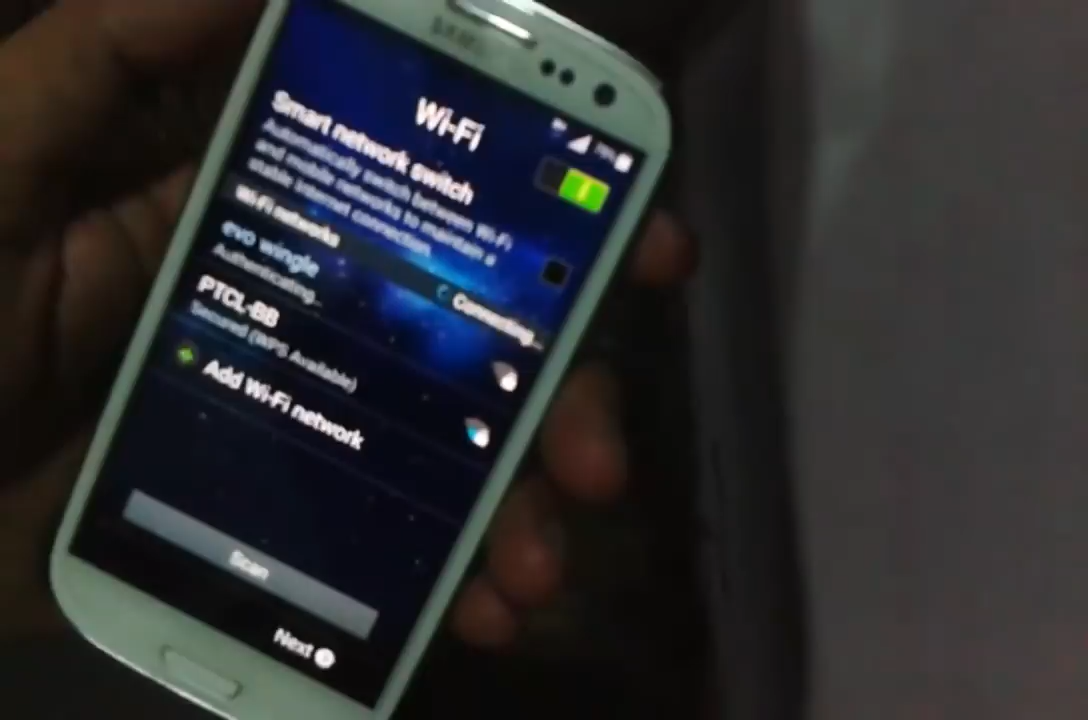 SAMSUNG
Wi-Fi
Smart network switch
Automatically switch between Wi-Fi
and mobile networks to maintain a
stable Internet connection.
Wi-Fi networks
Connecting...
evo wingle
Authenticating...
PTCL-BB
Secured (WPS Available)
Add Wi-Fi network
Scan
Next